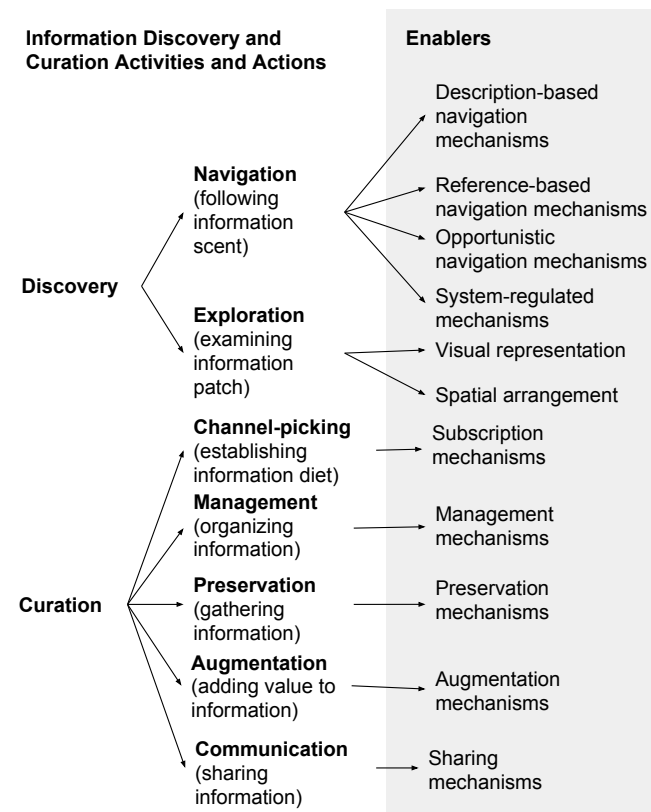 Information Discovery and
Curation Activities and Actions
Enablers
Discovery
Navigation
(following
information
scent)
Description-based
navigation
mechanisms
Reference-based
navigation mechanisms
Opportunistic
navigation mechanisms
System-regulated
mechanisms
Exploration
(examining
information
patch)
Visual representation
Spatial arrangement
Curation
Channel-picking
(establishing
information diet)
Subscription
mechanisms
Management
(organizing
information)
Management
mechanisms
Preservation
(gathering
information)
Preservation
mechanisms
Augmentation
(adding value to
information)
Augmentation
mechanisms
Communication
(sharing
information)
Sharing
mechanisms